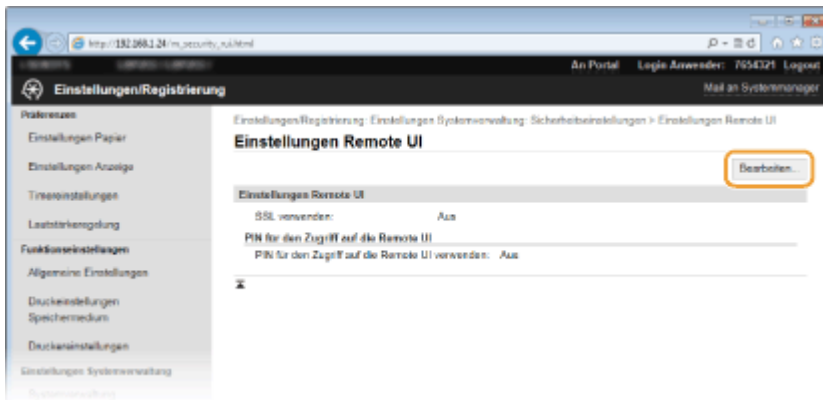 http://192.168.1.24/m_security_rui.html
An Portal Login Anwender: 7654321 Logout
Einstellungen/Registrierung
Mail an Systemmanager
Präferenzen
Einstellungen Papier
Einstellungen Anzeige
Timereinstellungen
Lautstärkeregelung
Funktionseinstellungen
Allgemeine Einstellungen
Druckeinstellungen
Speichermedium
Druckereinstellungen
Einstellungen Systemverwaltung
Systemverwaltung
Einstellungen/Registrierung: Einstellungen Systemverwaltung: Sicherheitseinstellungen > Einstellungen Remote UI
Einstellungen Remote UI
Bearbeiten...
Einstellungen Remote UI
SSL verwenden: Aus
PIN für den Zugriff auf die Remote UI
PIN für den Zugriff auf die Remote UI verwenden: Aus